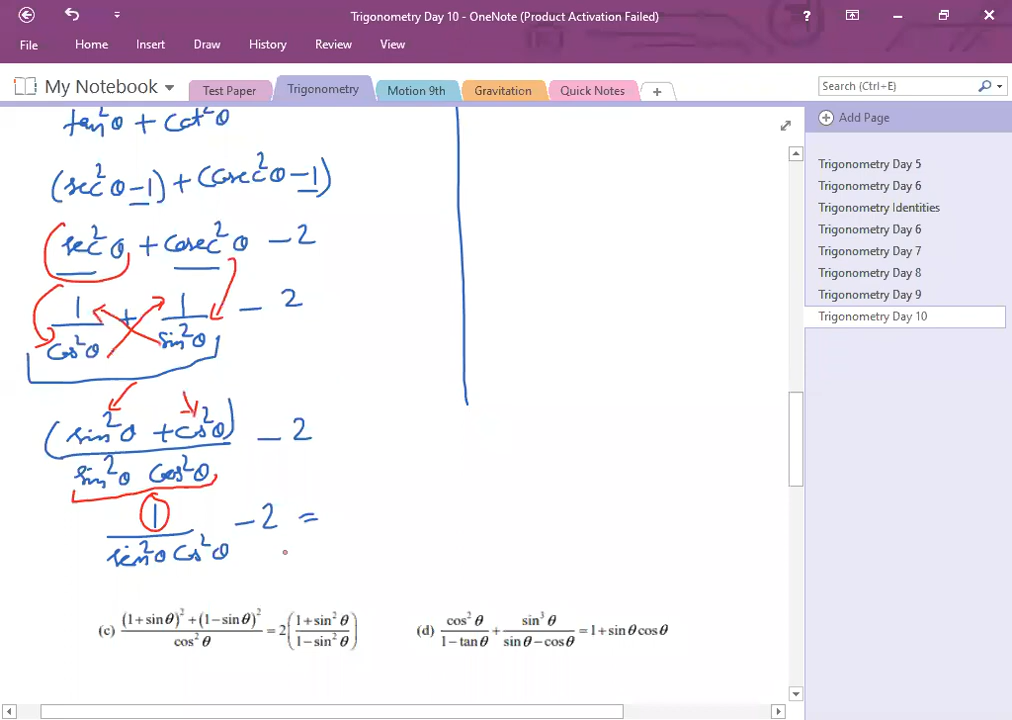 Trigonometry Day 10 - OneNote (Product Activation Failed)
?
File Home Insert Draw History Review View
My Notebook
Test Paper Trigonometry Motion 9th Gravitation Quick Notes +
Search (Ctrl+E)
Add Page
Trigonometry Day 5
Trigonometry Day 6
Trigonometry Identities
Trigonometry Day 6
Trigonometry Day 7
Trigonometry Day 8
Trigonometry Day 9
Trigonometry Day 10
tan²θ + cot²θ
(sec²θ -1) + (cosec²θ -1)
sec²θ + cosec²θ - 2
1/cos²θ + 1/sin²θ - 2
(sin²θ + cos²θ)/sin²θ cos²θ - 2
1/sin²θ cos²θ - 2 =
(c) ((1+sinθ)²+(1−sinθ)²)/cos²θ = 2((1+sin²θ)/(1−sin²θ))
(d) cos²θ/(1−tanθ) + sin³θ/(sinθ−cosθ) = 1+sinθcosθ